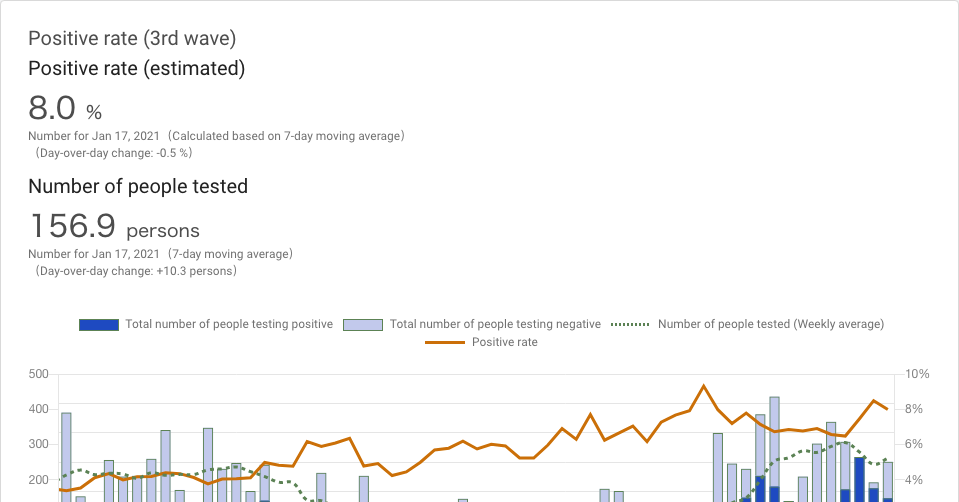 Positive rate (3rd wave)
Positive rate (estimated)
8.0 %
Number for Jan 17, 2021（Calculated based on 7-day moving average）
（Day-over-day change: -0.5 %）
Number of people tested
156.9 persons
Number for Jan 17, 2021（7-day moving average）
（Day-over-day change: +10.3 persons）
Total number of people testing positive Total number of people testing negative Number of people tested (Weekly average)
Positive rate
500 10%
400 8%
300 6%
200 4%